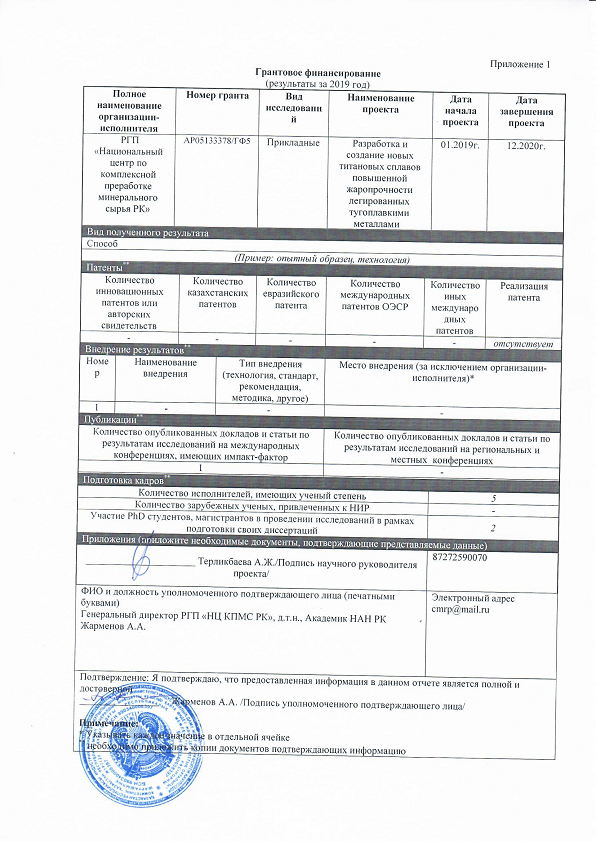 Приложение 1
Грантовое финансирование
(результаты за 2019 год)
Полное наименование организации-исполнителя
Номер гранта
Вид исследований
Наименование проекта
Дата начала проекта
Дата завершения проекта
РГП «Национальный центр по комплексной преработке минерального сырья РК»
АР05133378/ГФ5
Прикладные
Разработка и создание новых титановых сплавов повышенной жаропрочности легированных тугоплавкими металлами
01.2019г.
12.2020г.
Вид полученного результата
Способ
(Пример: опытный образец, технология)
Патенты**
Количество инновационных патентов или авторских свидетельств
Количество казахстанских патентов
Количество евразийского патента
Количество международных патентов ОЭСР
Количество иных международных патентов
Реализация патента
- - - - - отсутствует
Внедрение результатов**
Номер
Наименование внедрения
Тип внедрения (технология, стандарт, рекомендация, методика, другое)
Место внедрения (за исключением организации-исполнителя)*
1 - - -
Публикации**
Количество опубликованных докладов и статьи по результатам исследований на международных конференциях, имеющих импакт-фактор
Количество опубликованных докладов и статьи по результатам исследований на региональных и местных конференциях
1 -
Подготовка кадров**
Количество исполнителей, имеющих ученый степень 5
Количество зарубежных ученых, привлеченных к НИР -
Участие PhD студентов, магистрантов в проведении исследований в рамках подготовки своих диссертаций 2
Приложения (приложите необходимые документы, подтверждающие представляемые данные)
Терликбаева А.Ж./Подпись научного руководителя проекта/
87272590070
ФИО и должность уполномоченного подтверждающего лица (печатными буквами)
Генеральный директор РГП «НЦ КПМС РК», д.т.н., Академик НАН РК
Жарменов А.А.
Электронный адрес
cmrp@mail.ru
Подтверждение: Я подтверждаю, что предоставленная информация в данном отчете является полной и достоверной
Жарменов А.А. /Подпись уполномоченного подтверждающего лица/
Примечание:
* Указывать каждое значение в отдельной ячейке
необходимо приложить копии документов подтверждающих информацию